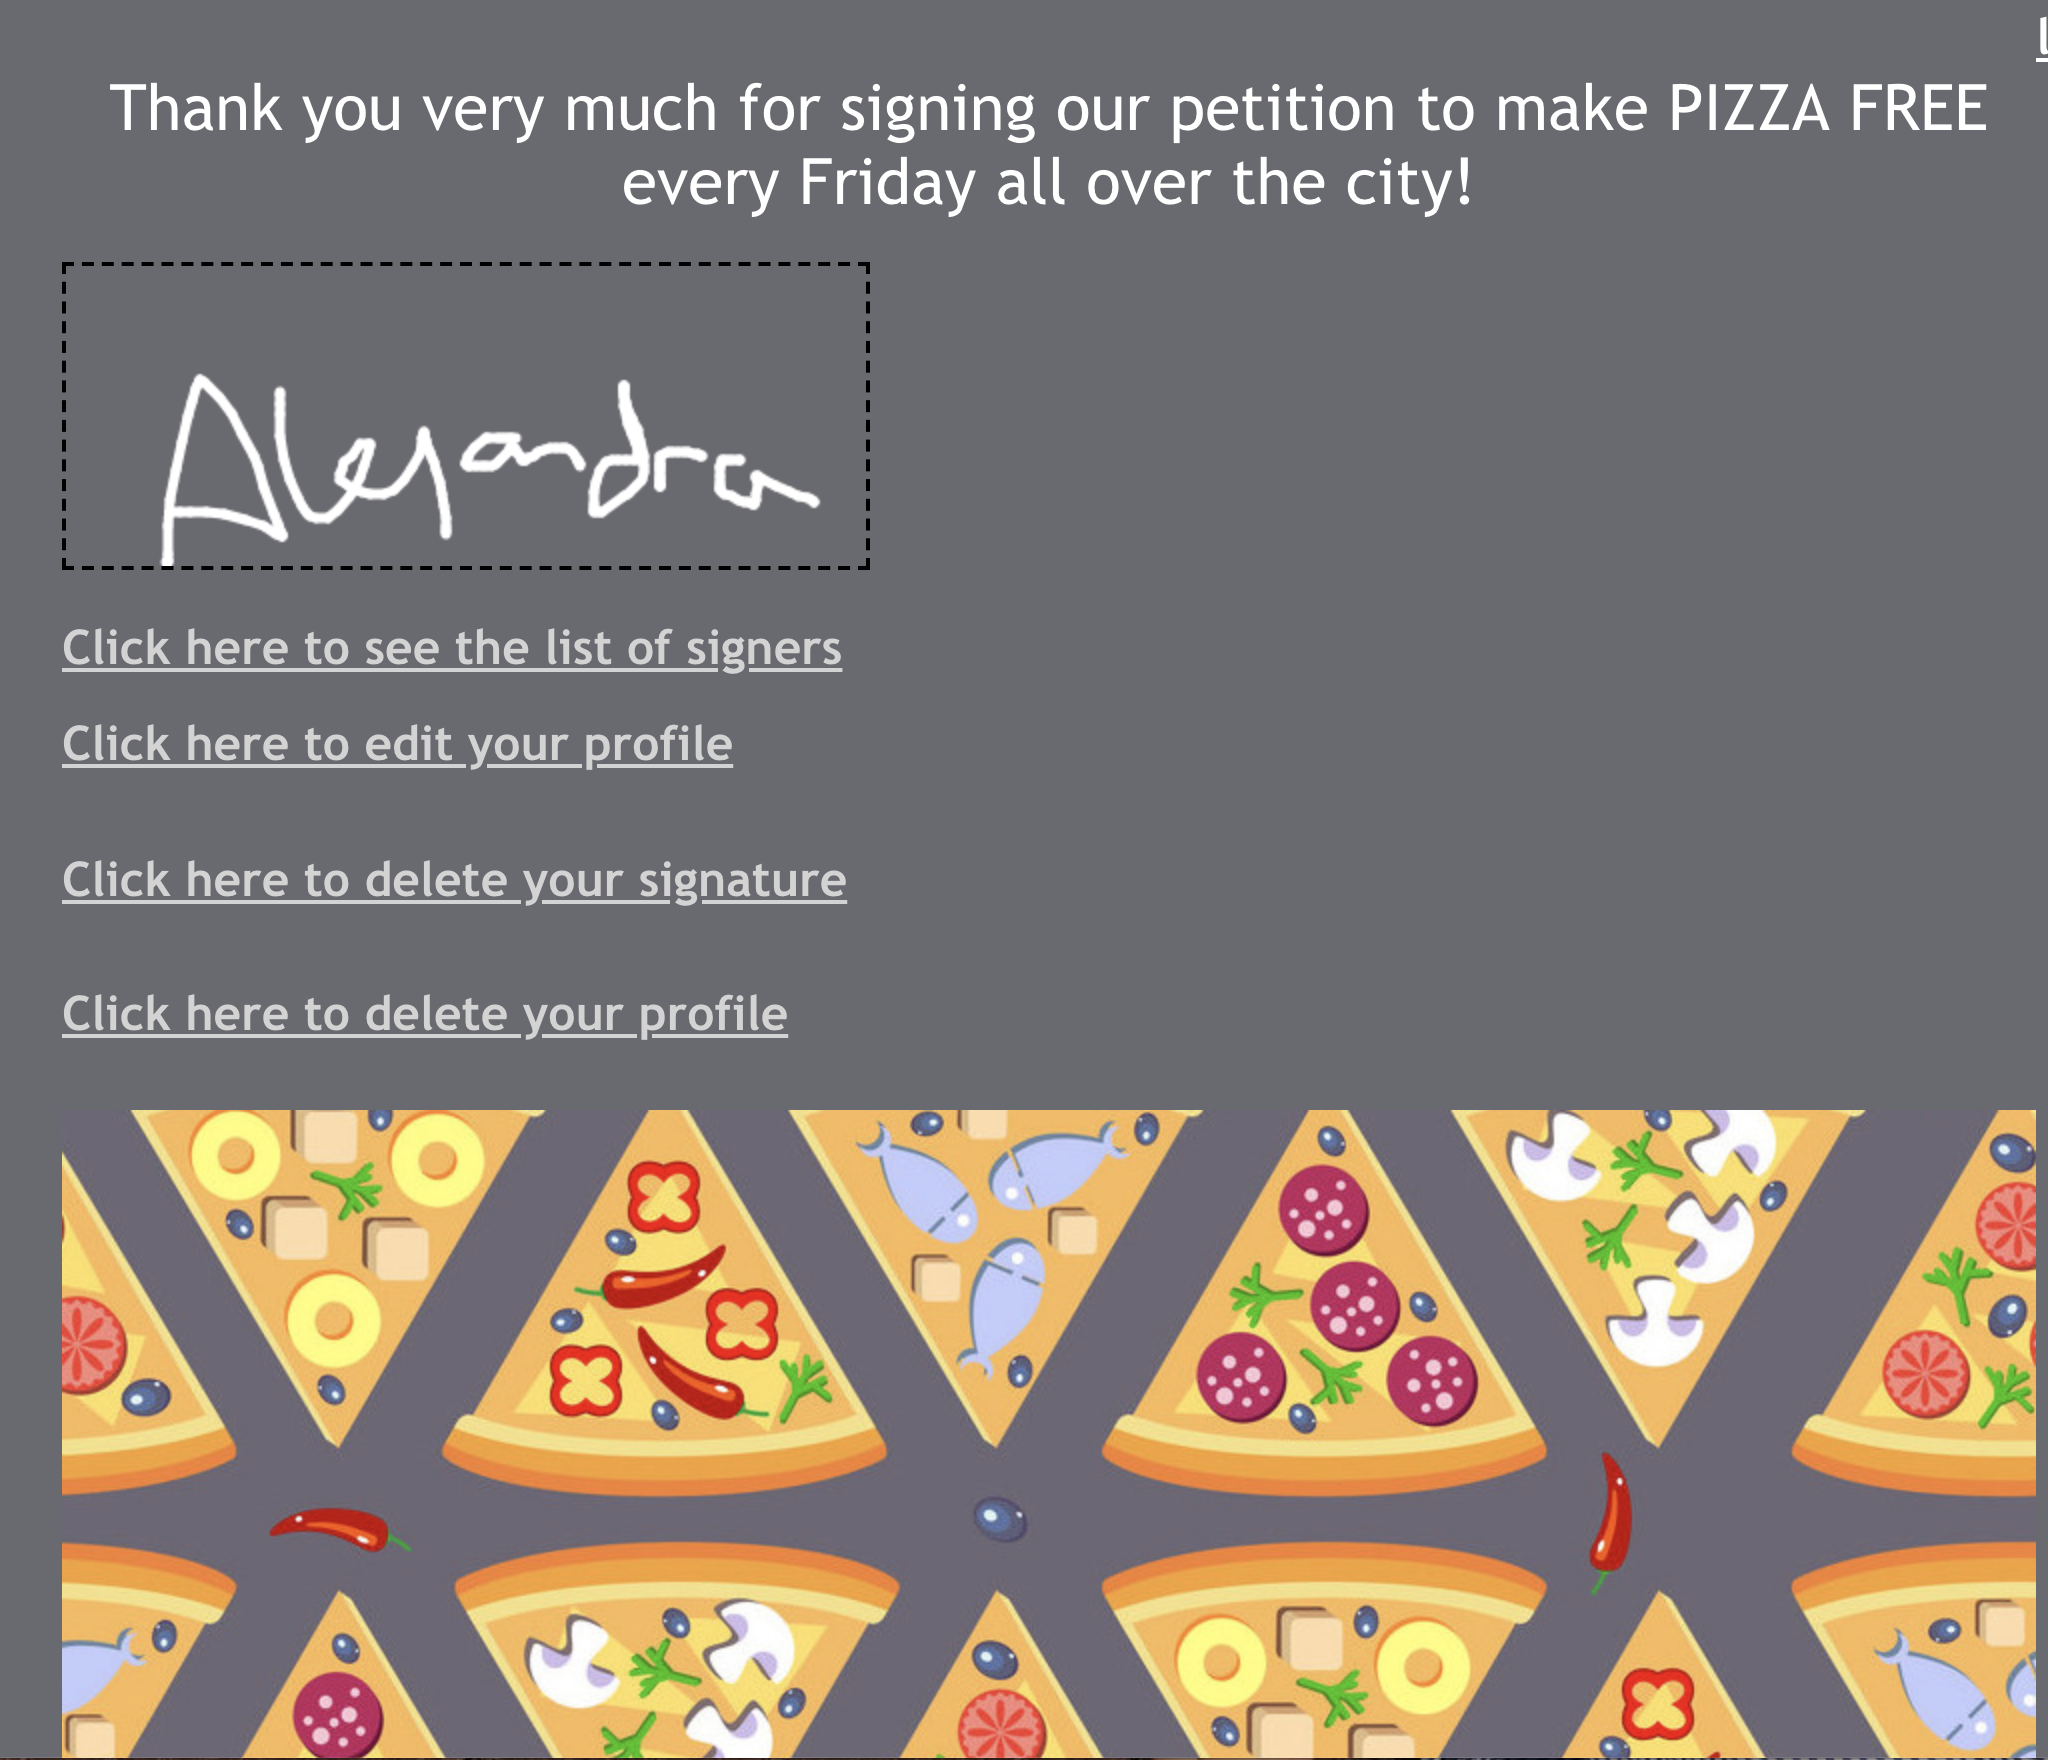 Thank you very much for signing our petition to make PIZZA FREE
every Friday all over the city!
Alejandra
Click here to see the list of signers
Click here to edit your profile
Click here to delete your signature
Click here to delete your profile